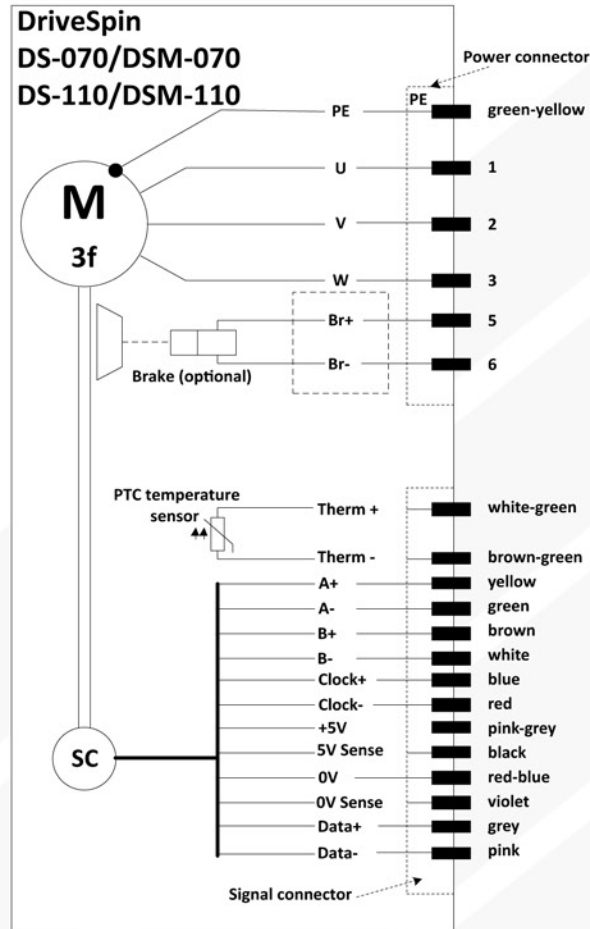 DriveSpin
DS-070/DSM-070
DS-110/DSM-110
Power connector
PE PE green-yellow
U 1
M
V 2
3f
W 3
Br+ 5
Br- 6
Brake (optional)
PTC temperature
sensor
Therm + white-green
Therm - brown-green
A+ yellow
A- green
B+ brown
B- white
Clock+ blue
Clock- red
+5V pink-grey
5V Sense black
SC
0V red-blue
0V Sense violet
Data+ grey
Data- pink
Signal connector